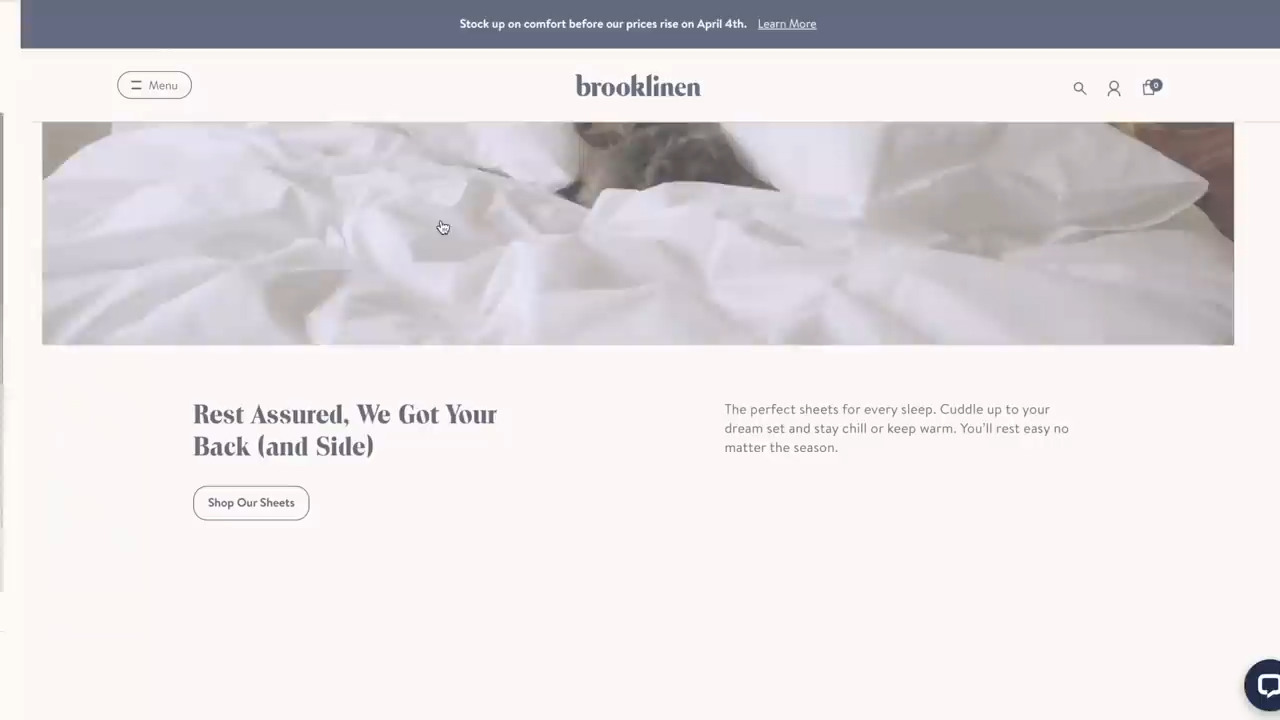 Stock up on comfort before our prices rise on April 4th. Learn More
Menu
brooklinen
0
Rest Assured, We Got Your
Back (and Side)
The perfect sheets for every sleep. Cuddle up to your
dream set and stay chill or keep warm. You'll rest easy no
matter the season.
Shop Our Sheets